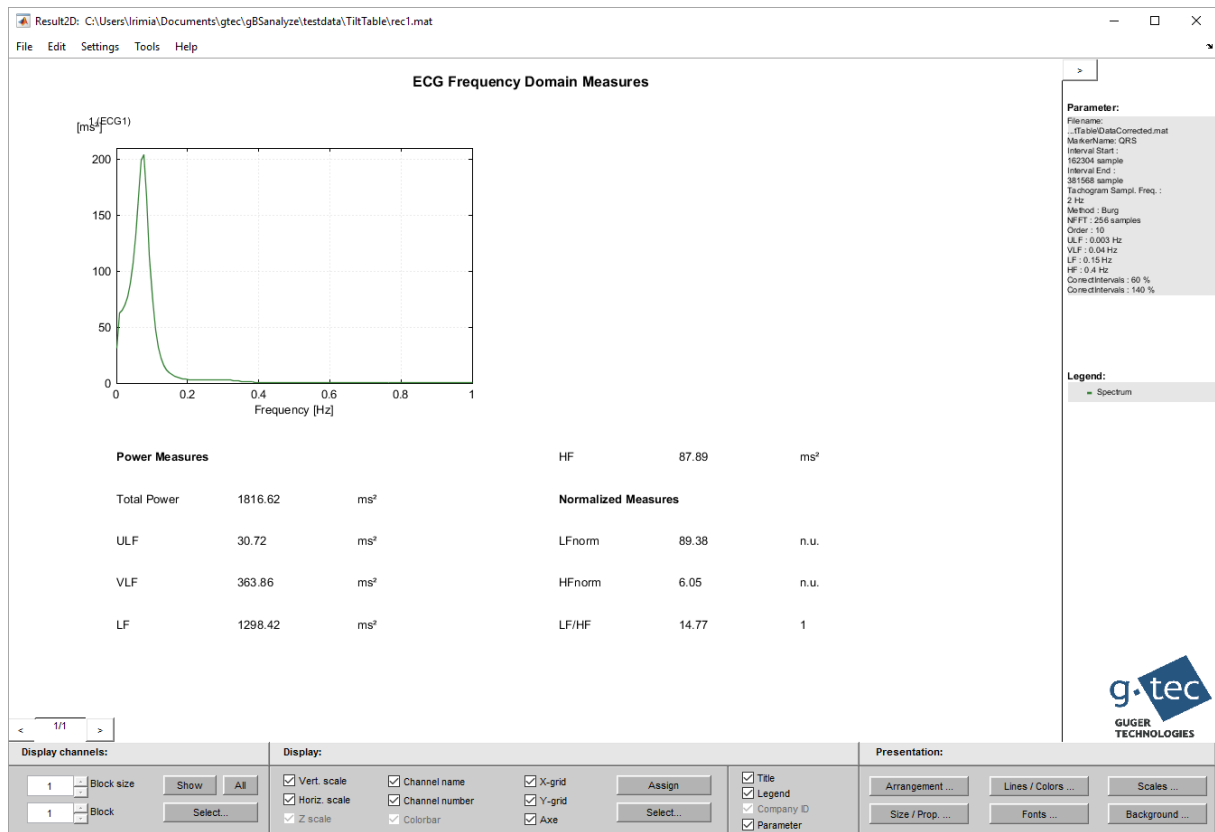 Result2D: C:\Users\Irimia\Documents\gtec\gBSanalyze\testdata\TiltTable\rec1.mat
File Edit Settings Tools Help
ECG Frequency Domain Measures
1 (ECG1)
[ms²]
200
150
100
50
0
0 0.2 0.4 0.6 0.8 1
Frequency [Hz]
Power Measures
Total Power 1816.62 ms²
ULF 30.72 ms²
VLF 363.86 ms²
LF 1298.42 ms²
HF 87.89 ms²
Normalized Measures
LFnorm 89.38 n.u.
HFnorm 6.05 n.u.
LF/HF 14.77 1
>
Parameter:
Filename:
...tTable\DataCorrected.mat
MarkerName: QRS
Interval Start :
162304 sample
Interval End :
381568 sample
Tachogram Sampl. Freq. :
2 Hz
Method : Burg
NFFT : 256 samples
Order : 10
ULF : 0.003 Hz
VLF : 0.04 Hz
LF : 0.15 Hz
HF : 0.4 Hz
CorrectIntervals : 60 %
CorrectIntervals : 140 %
Legend:
Spectrum
g.tec
GUGER
TECHNOLOGIES
< 1/1 >
Display channels:
1 Block size Show All
1 Block Select...
Display:
Vert. scale Channel name X-grid Assign
Horiz. scale Channel number Y-grid
Z scale Colorbar Axe Select...
Title
Legend
Company ID
Parameter
Presentation:
Arrangement ... Lines / Colors ... Scales ...
Size / Prop. ... Fonts ... Background ...